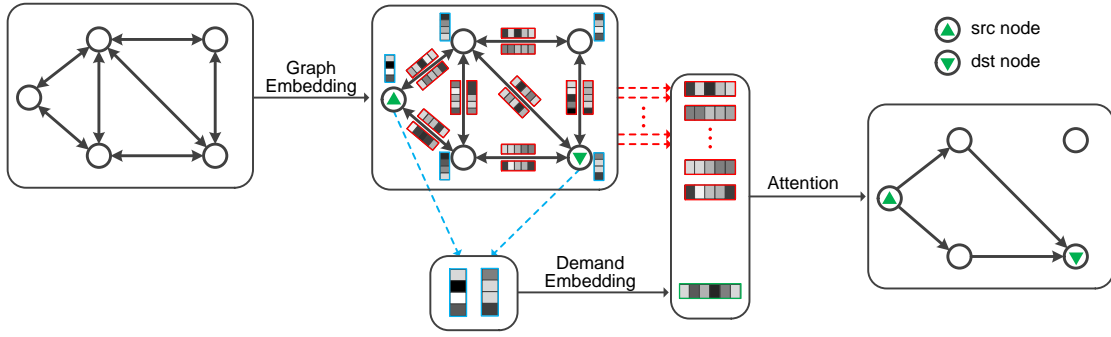 Graph
Embedding
src node
dst node
Attention
Demand
Embedding